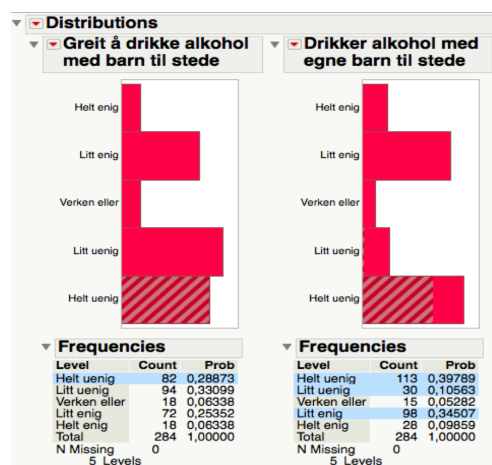 Distributions
Greit å drikke alkohol
med barn til stede
Helt enig
Litt enig
Verken eller
Litt uenig
Helt uenig
Frequencies
Level Count Prob
Helt uenig 82 0,28873
Litt uenig 94 0,33099
Verken eller 18 0,06338
Litt enig 72 0,25352
Helt enig 18 0,06338
Total 284 1,00000
N Missing 0
5 Levels
Drikker alkohol med
egne barn til stede
Helt enig
Litt enig
Verken eller
Litt uenig
Helt uenig
Frequencies
Level Count Prob
Helt uenig 113 0,39789
Litt uenig 30 0,10563
Verken eller 15 0,05282
Litt enig 98 0,34507
Helt enig 28 0,09859
Total 284 1,00000
N Missing 0
5 Levels